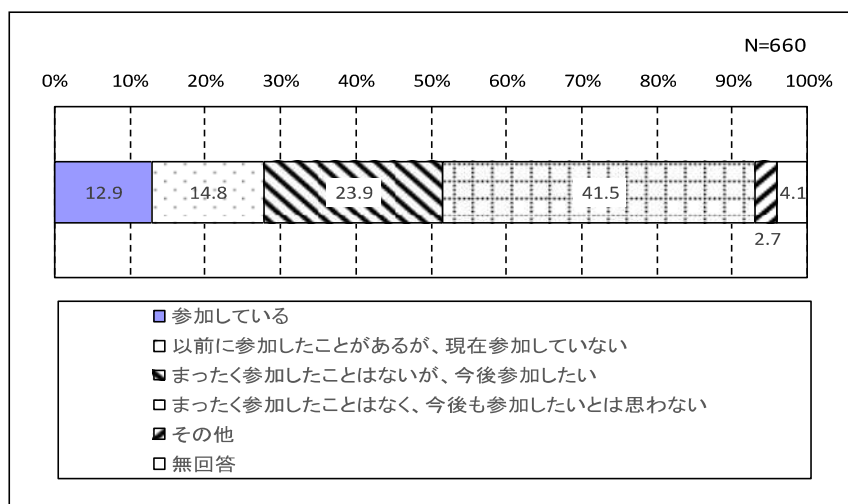 N=660
0% 10% 20% 30% 40% 50% 60% 70% 80% 90% 100%
12.9 14.8 23.9 41.5 4.1
2.7
参加している
以前に参加したことがあるが、現在参加していない
まったく参加したことはないが、今後参加したい
まったく参加したことはなく、今後も参加したいとは思わない
その他
無回答